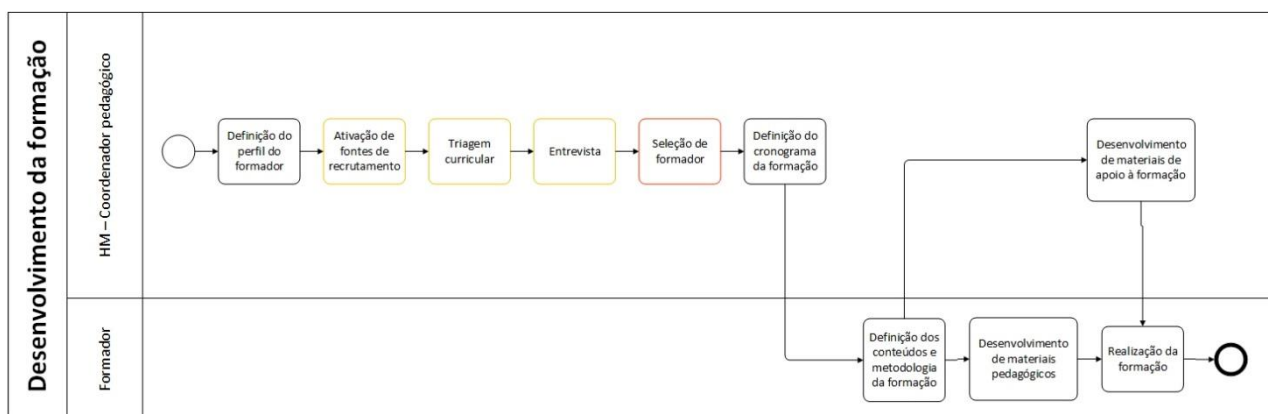 Desenvolvimento da formação
HM – Coordenador pedagógico
Definição do
perfil do
formador
Ativação de
fontes de
recrutamento
Triagem
curricular
Entrevista
Seleção de
formador
Definição do
cronograma
da formação
Desenvolvimento
de materiais de
apoio à formação
Formador
Definição dos
conteúdos e
metodologia
da formação
Desenvolvimento
de materiais
pedagógicos
Realização da
formação